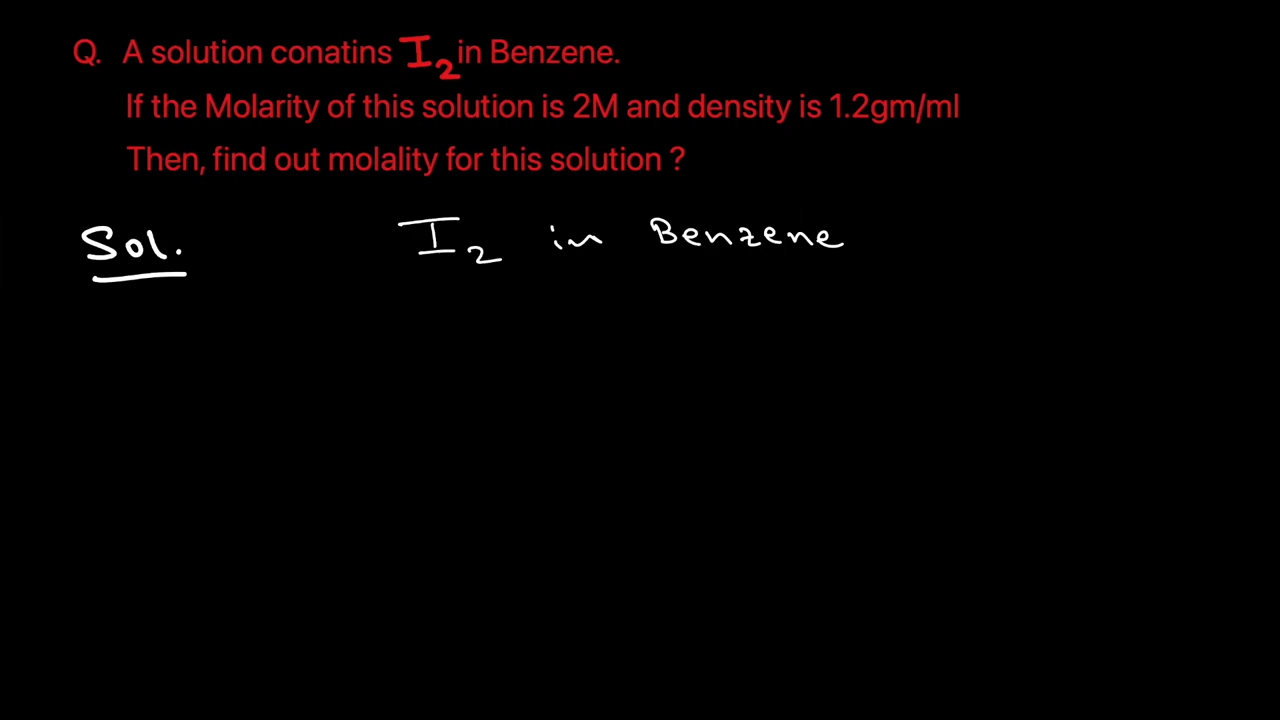 Q. A solution conatins I₂ in Benzene.
If the Molarity of this solution is 2M and density is 1.2gm/ml
Then, find out molality for this solution ?
Sol. I₂ in Benzene